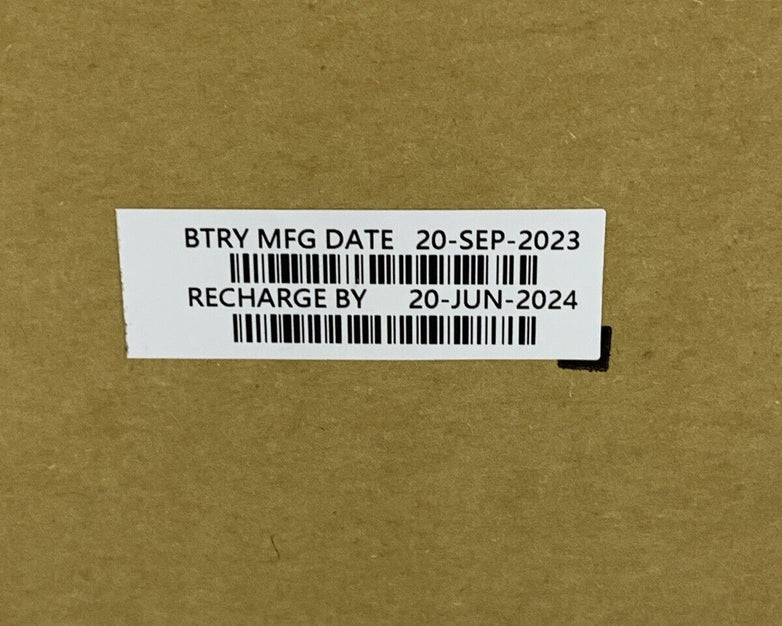 BTRY MFG DATE 20-SEP-2023
RECHARGE BY 20-JUN-2024